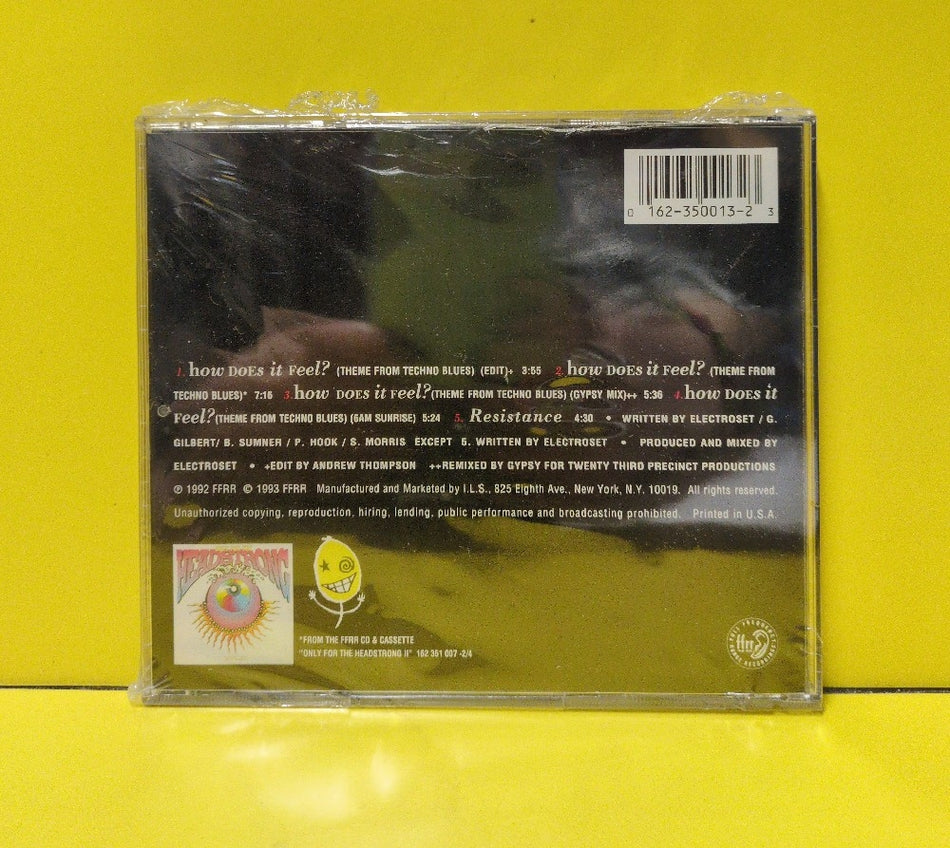 0 162-350013-2 3
1. how DoEs it Feel? (THEME FROM TECHNO BLUES) (EDIT)+ 3:55 2. how DoEs it Feel? (THEME FROM
TECHNO BLUES)* 7:16 3. how DoEs it Feel? (THEME FROM TECHNO BLUES) (GYPSY MIX)++ 5:36 4. how DoEs it
Feel? (THEME FROM TECHNO BLUES) (6AM SUNRISE) 5:24 5. Resistance 4:30 • WRITTEN BY ELECTROSET / G.
GILBERT/ B. SUMNER / P. HOOK / S. MORRIS EXCEPT 5. WRITTEN BY ELECTROSET • PRODUCED AND MIXED BY
ELECTROSET • +EDIT BY ANDREW THOMPSON ++REMIXED BY GYPSY FOR TWENTY THIRD PRECINCT PRODUCTIONS
℗ 1992 FFRR © 1993 FFRR Manufactured and Marketed by I.L.S., 825 Eighth Ave., New York, N.Y. 10019. All rights reserved.
Unauthorized copying, reproduction, hiring, lending, public performance and broadcasting prohibited. Printed in U.S.A.
HEADSTRONG
*FROM THE FFRR CD & CASSETTE
"ONLY FOR THE HEADSTRONG II" 162 351 007 -2/4
FULL FREQUENCY
RANGE RECORDINGS
ffrr